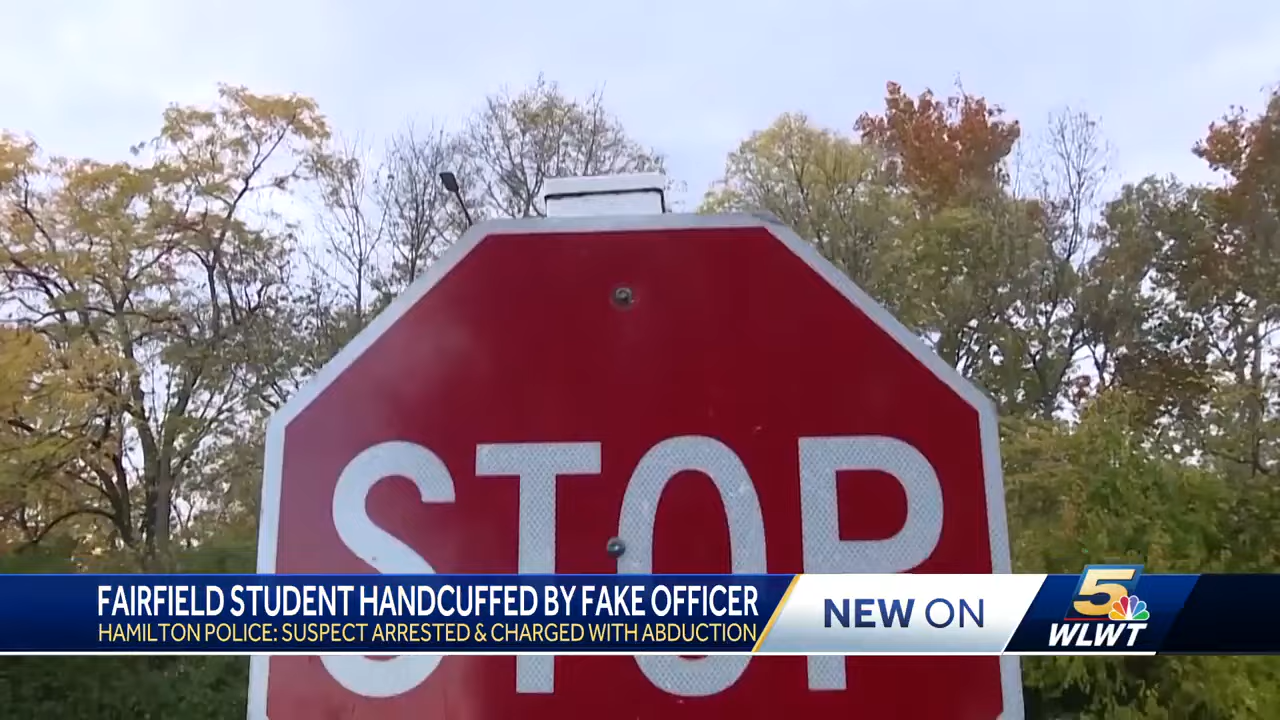 STOP
FAIRFIELD STUDENT HANDCUFFED BY FAKE OFFICER
HAMILTON POLICE: SUSPECT ARRESTED & CHARGED WITH ABDUCTION
NEW ON
5
WLWT